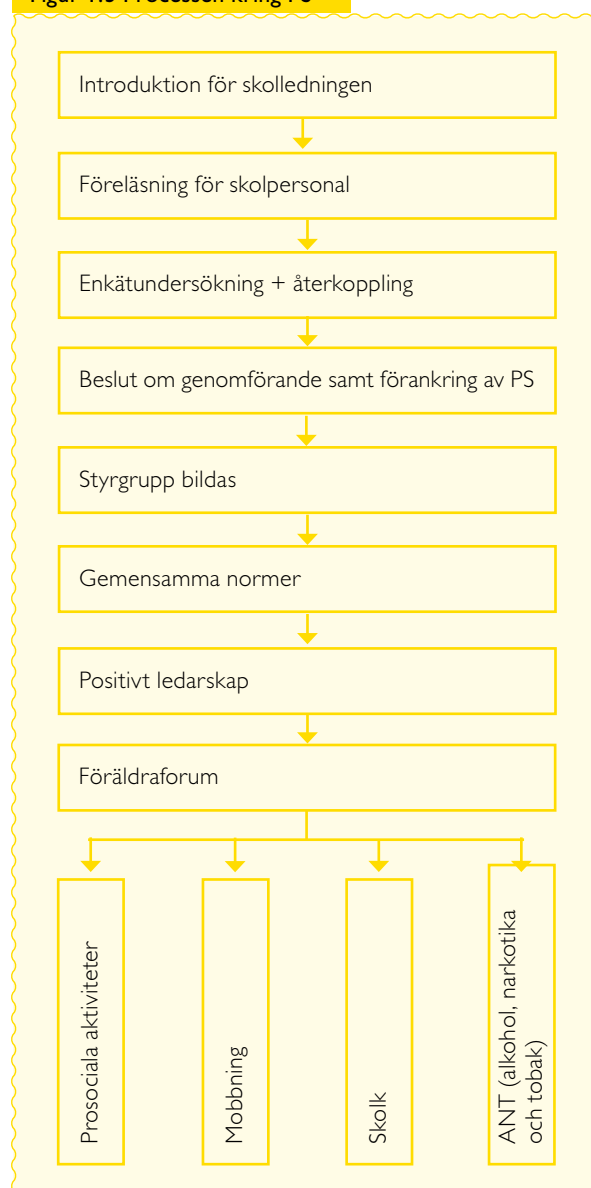 Introduktion för skolledningen
Föreläsning för skolpersonal
Enkätundersökning + återkoppling
Beslut om genomförande samt förankring av PS
Styrgrupp bildas
Gemensamma normer
Positivt ledarskap
Föräldraforum
Prosociala aktiviteter
Mobbning
Skolk
ANT (alkohol, narkotika
och tobak)